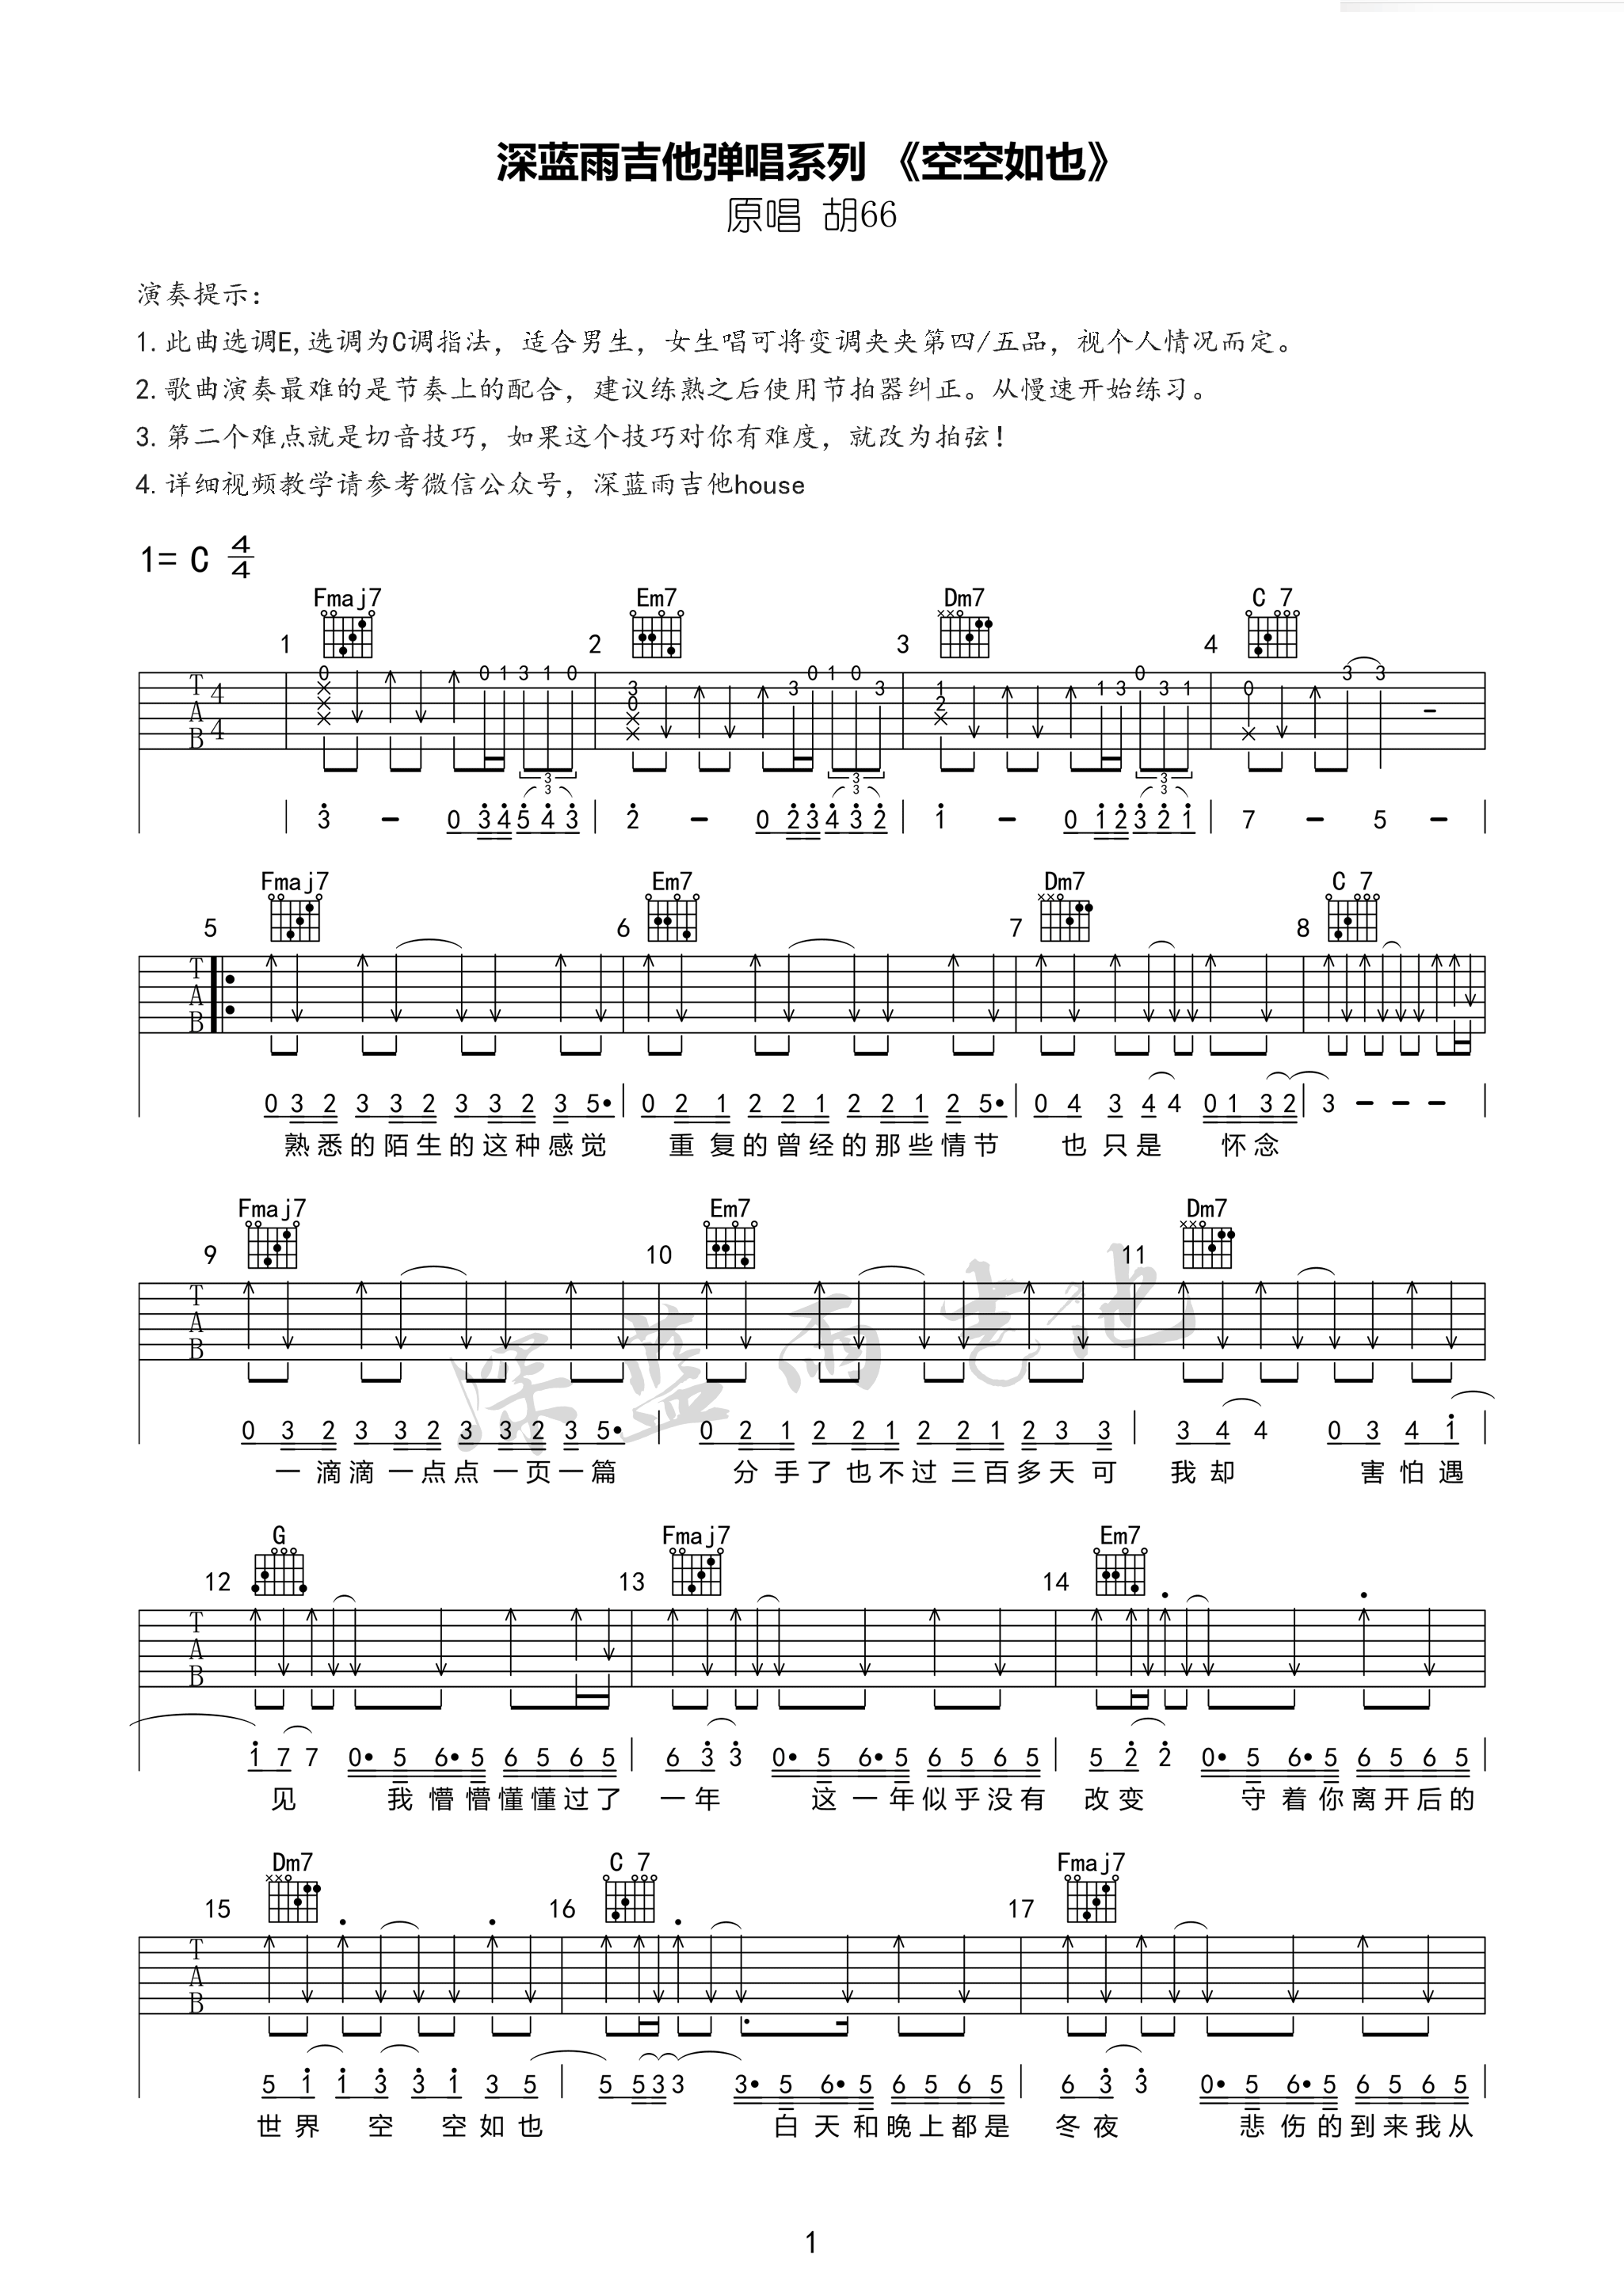 深蓝雨吉他弹唱系列 《空空如也》
原唱 胡66
演奏提示：
1. 此曲选调E, 选调为C调指法，适合男生，女生唱可将变调夹夹第四/五品，视个人情况而定。
2. 歌曲演奏最难的是节奏上的配合，建议练熟之后使用节拍器纠正。从慢速开始练习。
3. 第二个难点就是切音技巧，如果这个技巧对你有难度，就改为拍弦！
4. 详细视频教学请参考微信公众号，深蓝雨吉他house
1= C 4/4
Fmaj7 Em7 Dm7 C 7
1 2 3 4
T A B 4 4
0 1 3 1 0 3 0 1 0 3 1 3 0 3 1 3 3
3 - 0 3 4 5 4 3 2 - 0 2 3 4 3 2 1 - 0 1 2 3 2 1 7 - 5 -
Fmaj7 Em7 Dm7 C 7
5 6 7 8
T A B
0 3 2 3 3 2 3 3 2 3 5• 0 2 1 2 2 1 2 2 1 2 5• 0 4 3 4 4 0 1 3 2 3 - - -
熟悉的陌生的这种感觉 重复的曾经的那些情节 也只是 怀念
Fmaj7 Em7 Dm7
9 10 11
T A B
深蓝雨吉他
0 3 2 3 3 2 3 3 2 3 5• 0 2 1 2 2 1 2 2 1 2 3 3 3 4 4 0 3 4 1
一滴滴一点点一页一篇 分手了也不过三百多天可 我却 害怕遇
G Fmaj7 Em7
12 13 14
T A B
1 7 7 0• 5 6• 5 6 5 6 5 6 3 3 0• 5 6• 5 6 5 6 5 5 2 2 0• 5 6• 5 6 5 6 5
见 我懵懵懂懂过了 一年 这一年似乎没有 改变 守着你离开后的
Dm7 C 7 Fmaj7
15 16 17
T A B
5 1 1 3 3 1 3 5 5 5 3 3 3• 5 6• 5 6 5 6 5 6 3 3 0• 5 6• 5 6 5 6 5
世界 空 空如也 白天和晚上都是 冬夜 悲伤的到来我从
1